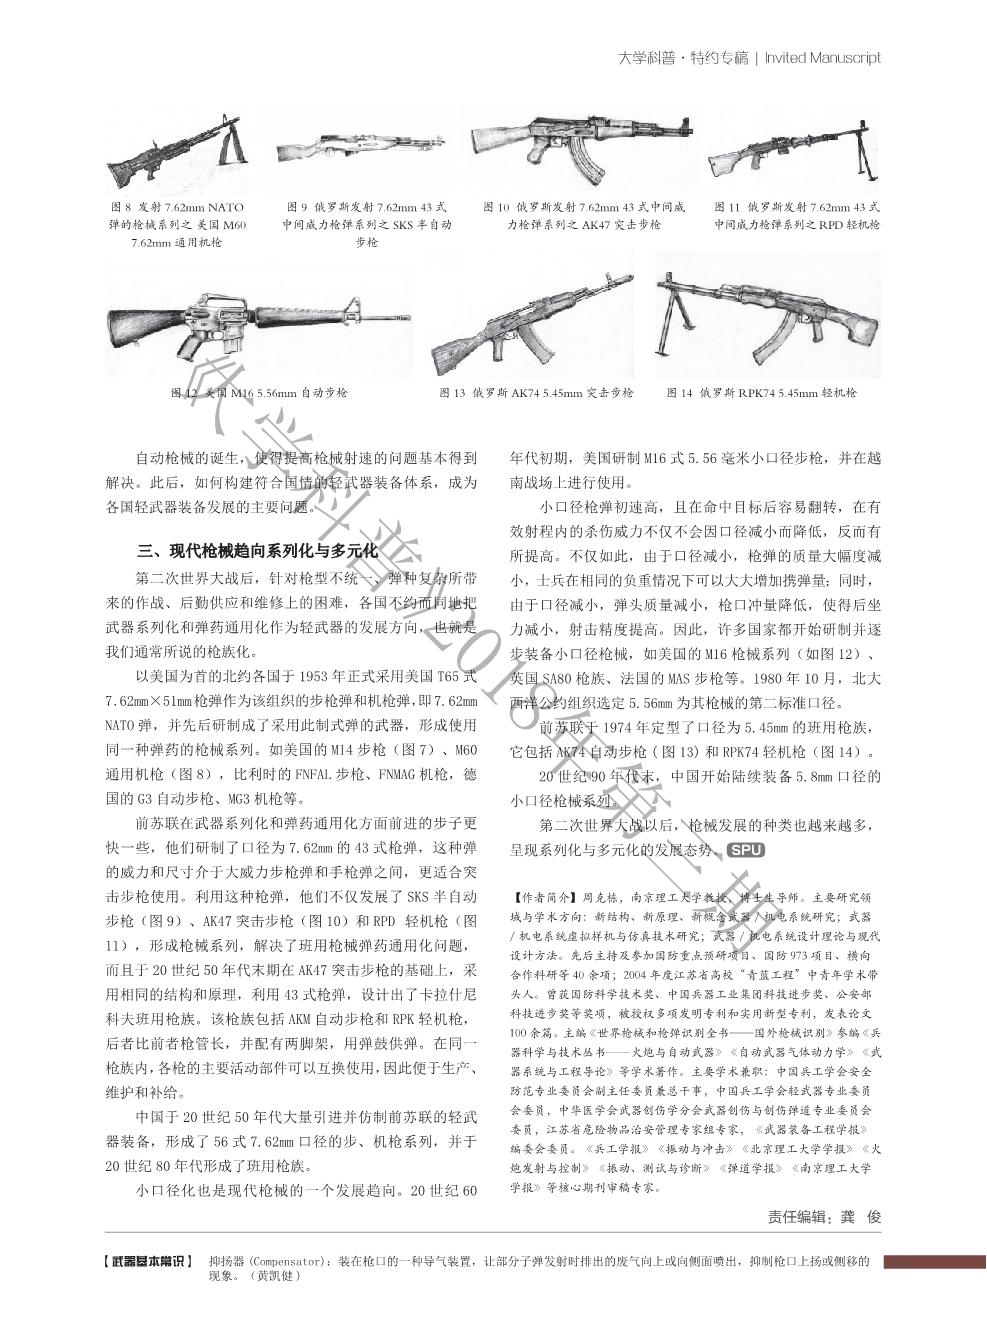 大学科普·特约专稿 | Invited Manuscript
图 8 发射 7.62mm NATO
弹的枪械系列之 美国 M60
7.62mm 通用机枪
图 9 俄罗斯发射 7.62mm 43 式
中间威力枪弹系列之 SKS 半自动
步枪
图 10 俄罗斯发射 7.62mm 43 式中间威
力枪弹系列之 AK47 突击步枪
图 11 俄罗斯发射 7.62mm 43 式
中间威力枪弹系列之 RPD 轻机枪
图 12 美国 M16 5.56mm 自动步枪
图 13 俄罗斯 AK74 5.45mm 突击步枪
图 14 俄罗斯 RPK74 5.45mm 轻机枪
自动枪械的诞生，使得提高枪械射速的问题基本得到
解决。此后，如何构建符合国情的轻武器装备体系，成为
各国轻武器装备发展的主要问题。
三、现代枪械趋向系列化与多元化
第二次世界大战后，针对枪型不统一、弹种复杂所带
来的作战、后勤供应和维修上的困难，各国不约而同地把
武器系列化和弹药通用化作为轻武器的发展方向，也就是
我们通常所说的枪族化。
以美国为首的北约各国于 1953 年正式采用美国 T65 式
7.62mm×51mm 枪弹作为该组织的步枪弹和机枪弹，即 7.62mm
NATO 弹，并先后研制成了采用此制式弹的武器，形成使用
同一种弹药的枪械系列。如美国的 M14 步枪（图 7）、M60
通用机枪（图 8），比利时的 FNFAL 步枪、FNMAG 机枪，德
国的 G3 自动步枪、MG3 机枪等。
前苏联在武器系列化和弹药通用化方面前进的步子更
快一些，他们研制了口径为 7.62mm 的 43 式枪弹，这种弹
的威力和尺寸介于大威力步枪弹和手枪弹之间，更适合突
击步枪使用。利用这种枪弹，他们不仅发展了 SKS 半自动
步枪（图 9）、AK47 突击步枪（图 10）和 RPD 轻机枪（图
11），形成枪械系列，解决了班用枪械弹药通用化问题，
而且于 20 世纪 50 年代末期在 AK47 突击步枪的基础上，采
用相同的结构和原理，利用 43 式枪弹，设计出了卡拉什尼
科夫班用枪族。该枪族包括 AKM 自动步枪和 RPK 轻机枪，
后者比前者枪管长，并配有两脚架，用弹鼓供弹。在同一
枪族内，各枪的主要活动部件可以互换使用，因此便于生产、
维护和补给。
中国于 20 世纪 50 年代大量引进并仿制前苏联的轻武
器装备，形成了 56 式 7.62mm 口径的步、机枪系列，并于
20 世纪 80 年代形成了班用枪族。
小口径化也是现代枪械的一个发展趋向。20 世纪 60
年代初期，美国研制 M16 式 5.56 毫米小口径步枪，并在越
南战场上进行使用。
小口径枪弹初速高，且在命中目标后容易翻转，在有
效射程内的杀伤威力不仅不会因口径减小而降低，反而有
所提高。不仅如此，由于口径减小，枪弹的质量大幅度减
小，士兵在相同的负重情况下可以大大增加携弹量；同时，
由于口径减小，弹头质量减小，枪口冲量降低，使得后坐
力减小，射击精度提高。因此，许多国家都开始研制并逐
步装备小口径枪械，如美国的 M16 枪械系列（如图 12）、
英国 SA80 枪族、法国的 MAS 步枪等。1980 年 10 月，北大
西洋公约组织选定 5.56mm 为其枪械的第二标准口径。
前苏联于 1974 年定型了口径为 5.45mm 的班用枪族，
它包括 AK74 自动步枪 ( 图 13) 和 RPK74 轻机枪（图 14）。
20 世纪 90 年代末，中国开始陆续装备 5.8mm 口径的
小口径枪械系列。
第二次世界大战以后，枪械发展的种类也越来越多，
呈现系列化与多元化的发展态势。 SPU
【作者简介】周克栋，南京理工大学教授、博士生导师。主要研究领
域与学术方向：新结构、新原理、新概念武器 / 机电系统研究；武器
/ 机电系统虚拟样机与仿真技术研究；武器 / 机电系统设计理论与现代
设计方法。先后主持及参加国防重点预研项目、国防 973 项目、横向
合作科研等 40 余项；2004 年度江苏省高校“青蓝工程”中青年学术带
头人。曾获国防科学技术奖、中国兵器工业集团科技进步奖、公安部
科技进步奖等奖项，被授权多项发明专利和实用新型专利，发表论文
100 余篇。主编《世界枪械和枪弹识别全书——国外枪械识别》参编《兵
器科学与技术丛书——火炮与自动武器》《自动武器气体动力学》《武
器系统与工程导论》等学术著作。主要学术兼职：中国兵工学会安全
防范专业委员会副主任委员兼总干事，中国兵工学会轻武器专业委员
会委员，中华医学会武器创伤学分会武器创伤与创伤弹道专业委员会
委员，江苏省危险物品治安管理专家组专家，《武器装备工程学报》
编委会委员。《兵工学报》《振动与冲击》《北京理工大学学报》《火
炮发射与控制》《振动、测试与诊断》《弹道学报》《南京理工大学
学报》等核心期刊审稿专家。
责任编辑：龚 俊
【武器基本常识】 抑扬器 (Compensator)：装在枪口的一种导气装置，让部分子弹发射时排出的废气向上或向侧面喷出，抑制枪口上扬或侧移的
现象。（黄凯健）
《大学科普》2018年第三期